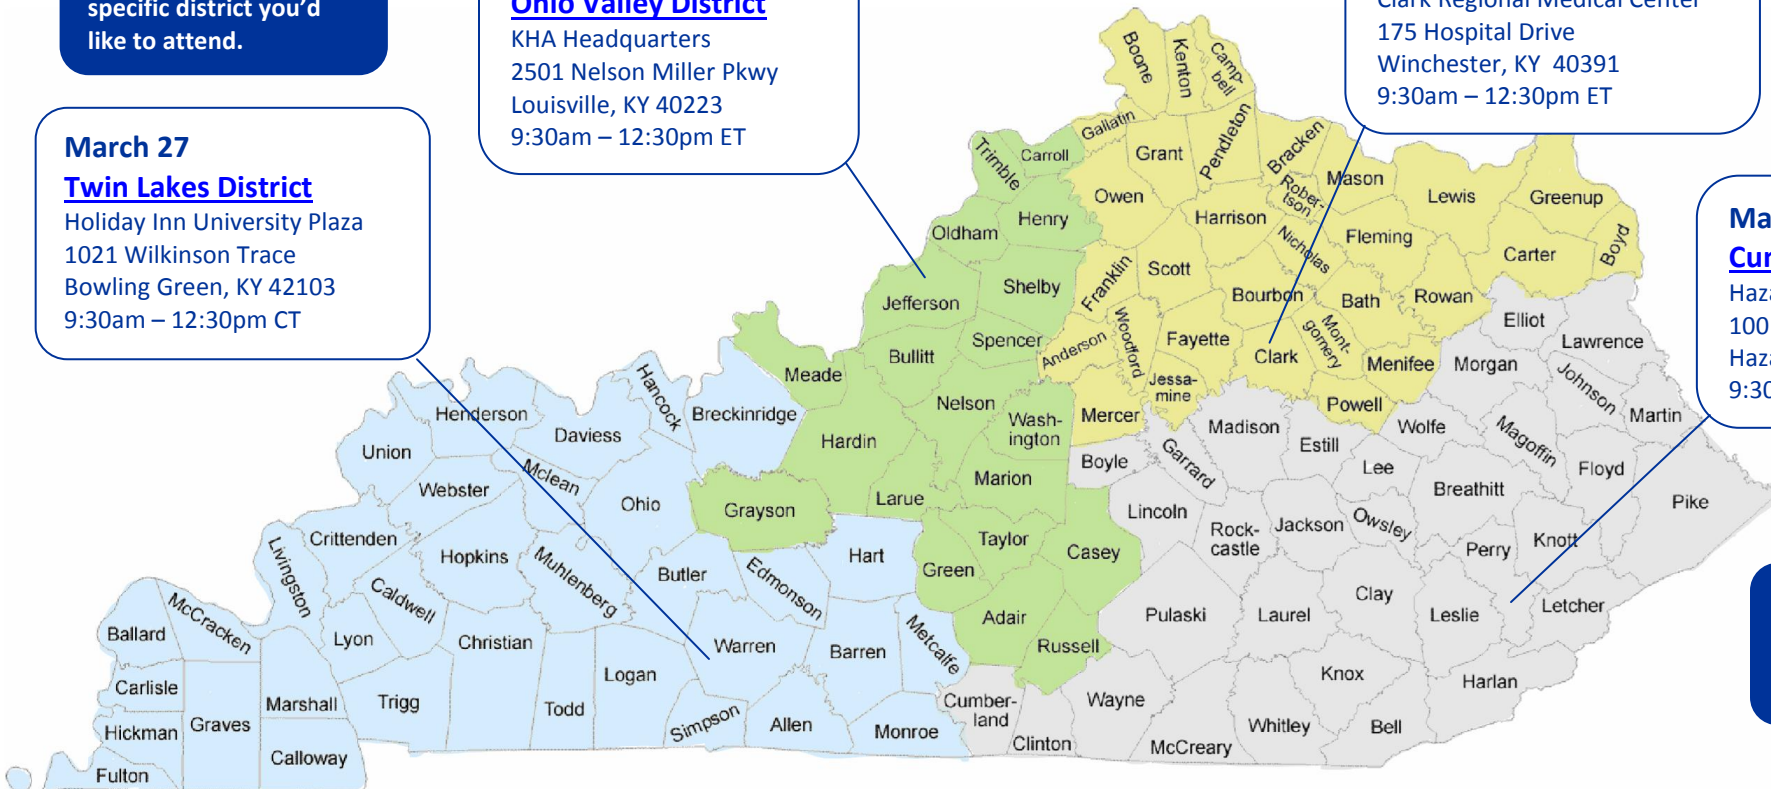 specific district you’d
like to attend.
Ohio Valley District
KHA Headquarters
2501 Nelson Miller Pkwy
Louisville, KY 40223
9:30am – 12:30pm ET
Clark Regional Medical Center
175 Hospital Drive
Winchester, KY 40391
9:30am – 12:30pm ET
March 27
Twin Lakes District
Holiday Inn University Plaza
1021 Wilkinson Trace
Bowling Green, KY 42103
9:30am – 12:30pm CT
Ma
Cur
Haza
100
Haza
9:30
Boone
Kenton
Camp-
bell
Gallatin
Grant
Pendleton
Bracken
Mason
Lewis
Greenup
Trimble
Carroll
Owen
Harrison
Rober-
tson
Fleming
Carter
Boyd
Henry
Oldham
Nicholas
Franklin
Scott
Shelby
Jefferson
Bourbon
Bath
Rowan
Elliot
Lawrence
Spencer
Anderson
Woodford
Fayette
Clark
Mont-
gomery
Menifee
Morgan
Johnson
Martin
Bullitt
Meade
Jessa-
mine
Powell
Hancock
Breckinridge
Nelson
Wash-
ington
Mercer
Madison
Estill
Wolfe
Magoffin
Henderson
Daviess
Hardin
Boyle
Garrard
Lee
Floyd
Union
Mclean
Webster
Ohio
Grayson
Larue
Marion
Lincoln
Rock-
castle
Jackson
Owsley
Breathitt
Pike
Crittenden
Livingston
Hopkins
Muhlenberg
Butler
Edmonson
Hart
Green
Taylor
Casey
Perry
Knott
Caldwell
McCracken
Ballard
Lyon
Christian
Warren
Barren
Metcalfe
Adair
Russell
Pulaski
Laurel
Clay
Leslie
Letcher
Carlisle
Marshall
Trigg
Todd
Logan
Cumber-
land
Wayne
Knox
Harlan
Hickman
Graves
Simpson
Allen
Monroe
Clinton
McCreary
Whitley
Bell
Calloway
Fulton